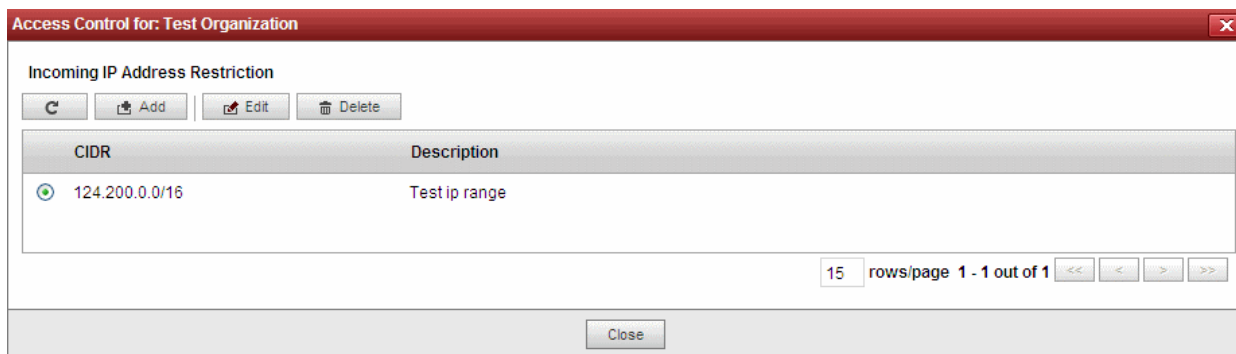 Access Control for: Test Organization
Incoming IP Address Restriction
Add Edit Delete
CIDR Description
124.200.0.0/16 Test ip range
15 rows/page 1 - 1 out of 1 << < > >>
Close